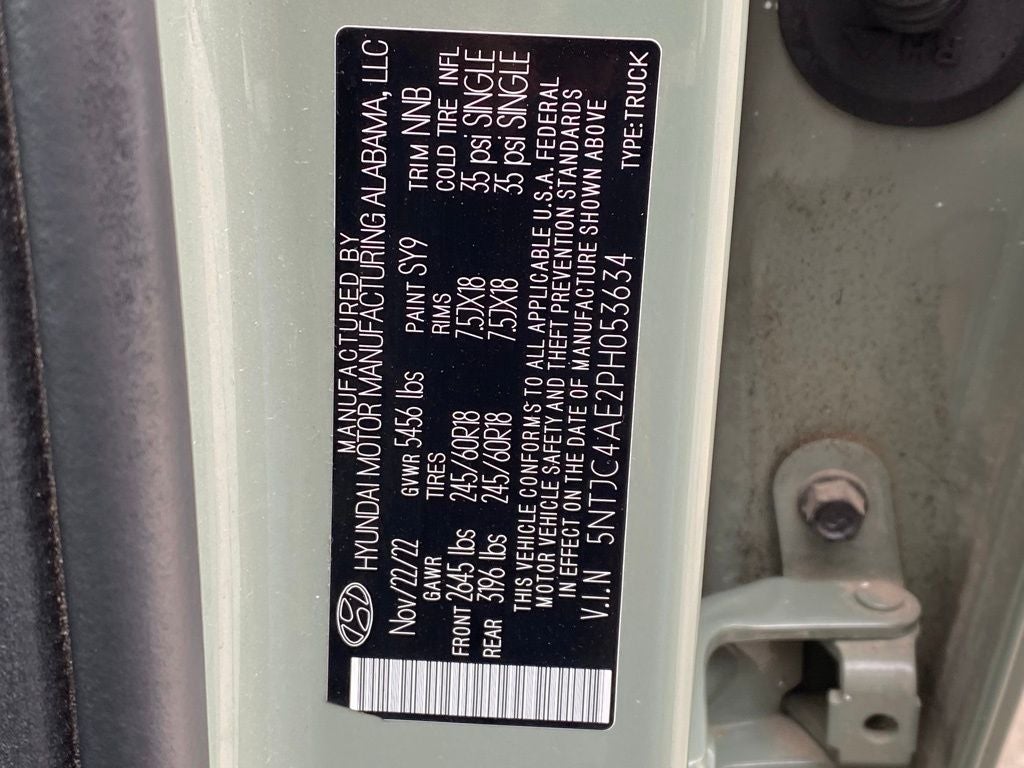 MANUFACTURED BY
HYUNDAI MOTOR MANUFACTURING ALABAMA, LLC
Nov/22/22 GVWR 5456 lbs PAINT SY9 TRIM NNB
GAWR TIRES RIMS COLD TIRE INFL
FRONT 2645 lbs 245/60R18 7.5JX18 35 psi SINGLE
REAR 3196 lbs 245/60R18 7.5JX18 35 psi SINGLE
THIS VEHICLE CONFORMS TO ALL APPLICABLE U.S.A. FEDERAL
MOTOR VEHICLE SAFETY AND THEFT PREVENTION STANDARDS
IN EFFECT ON THE DATE OF MANUFACTURE SHOWN ABOVE
V.I.N 5NTJC4AE2PH053634 TYPE:TRUCK